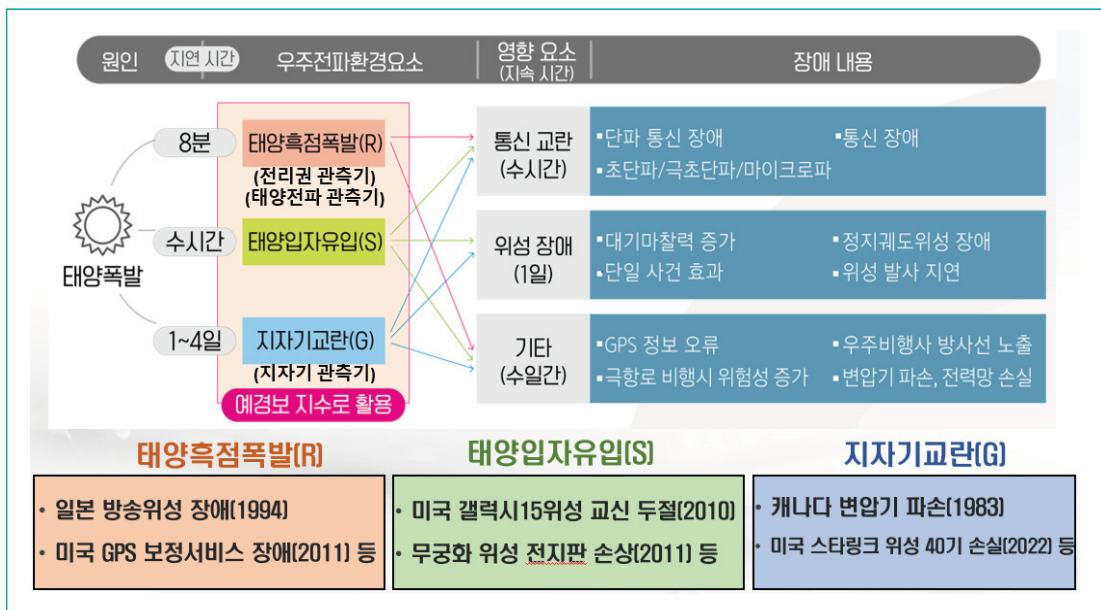 원인 지연 시간 우주전파환경요소 영향 요소 (지속 시간) 장애 내용
8분
태양흑점폭발(R)
(전리권 관측기)
(태양전파 관측기)
태양폭발
수시간
태양입자유입(S)
1~4일
지자기교란(G)
(지자기 관측기)
예경보 지수로 활용
통신 교란
(수시간)
▪단파 통신 장애 ▪통신 장애
▪초단파/극초단파/마이크로파
위성 장애
(1일)
▪대기마찰력 증가 ▪정지궤도위성 장애
▪단일 사건 효과 ▪위성 발사 지연
기타
(수일간)
▪GPS 정보 오류 ▪우주비행사 방사선 노출
▪극항로 비행시 위험성 증가 ▪변압기 파손, 전력망 손실
태양흑점폭발(R)
• 일본 방송위성 장애(1994)
• 미국 GPS 보정서비스 장애(2011) 등
태양입자유입(S)
• 미국 갤럭시15위성 교신 두절(2010)
• 무궁화 위성 전지판 손상(2011) 등
지자기교란(G)
• 캐나다 변압기 파손(1983)
• 미국 스타링크 위성 40기 손실(2022) 등